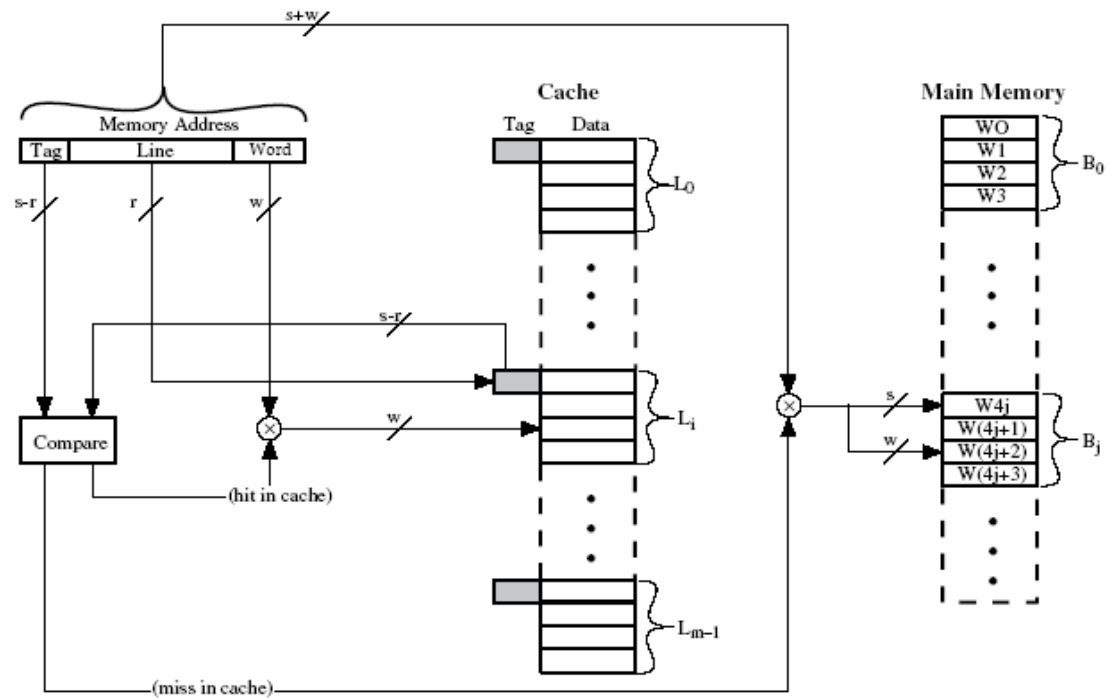 s+w
Cache
Main Memory
Memory Address
Tag Data
Tag Line Word
WO
W1
W2
W3
B0
L0
s-r
r
w
s-r
Compare
w
Li
s
w
W4j
W(4j+1)
W(4j+2)
W(4j+3)
Bj
(hit in cache)
Lm-1
(miss in cache)